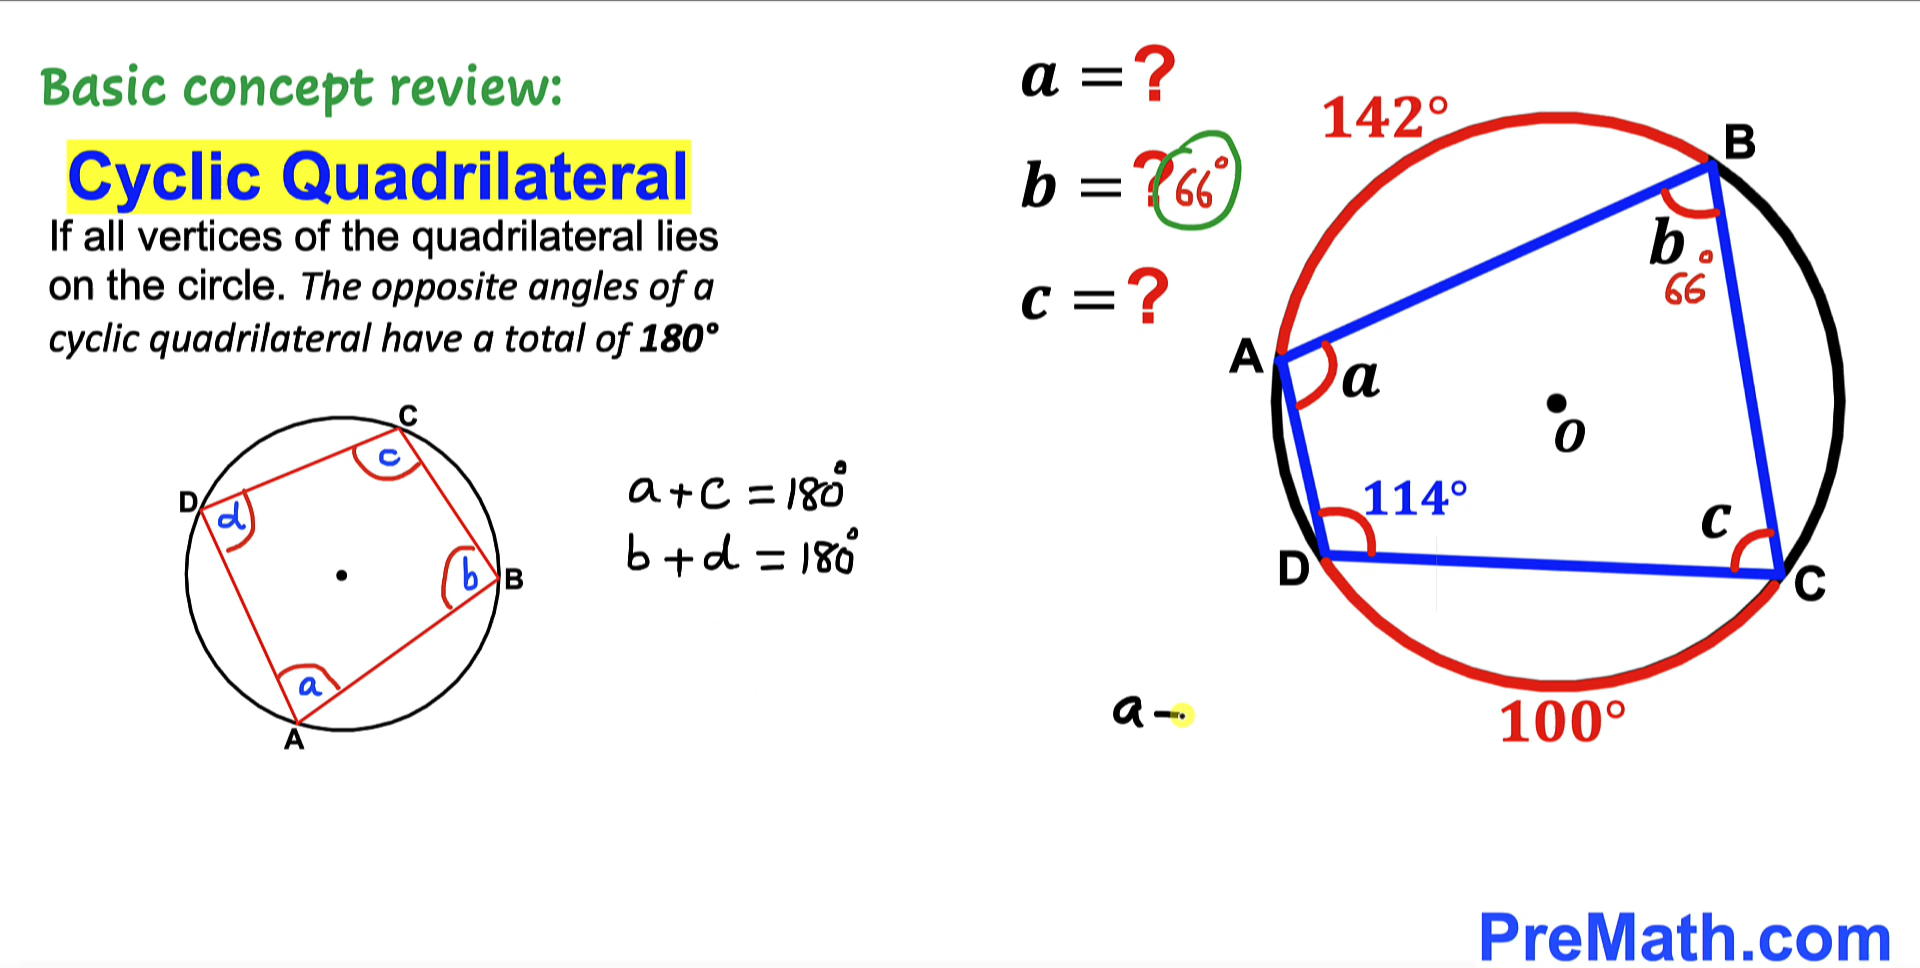 Basic concept review:
Cyclic Quadrilateral
If all vertices of the quadrilateral lies
on the circle. The opposite angles of a
cyclic quadrilateral have a total of 180°
C
c
D
d
b
B
a
A
a+c = 180°
b+d = 180°
a = ?
b = ? 66°
c = ?
142°
B
b
66°
A
a
O
114°
c
D
C
100°
a -
PreMath.com